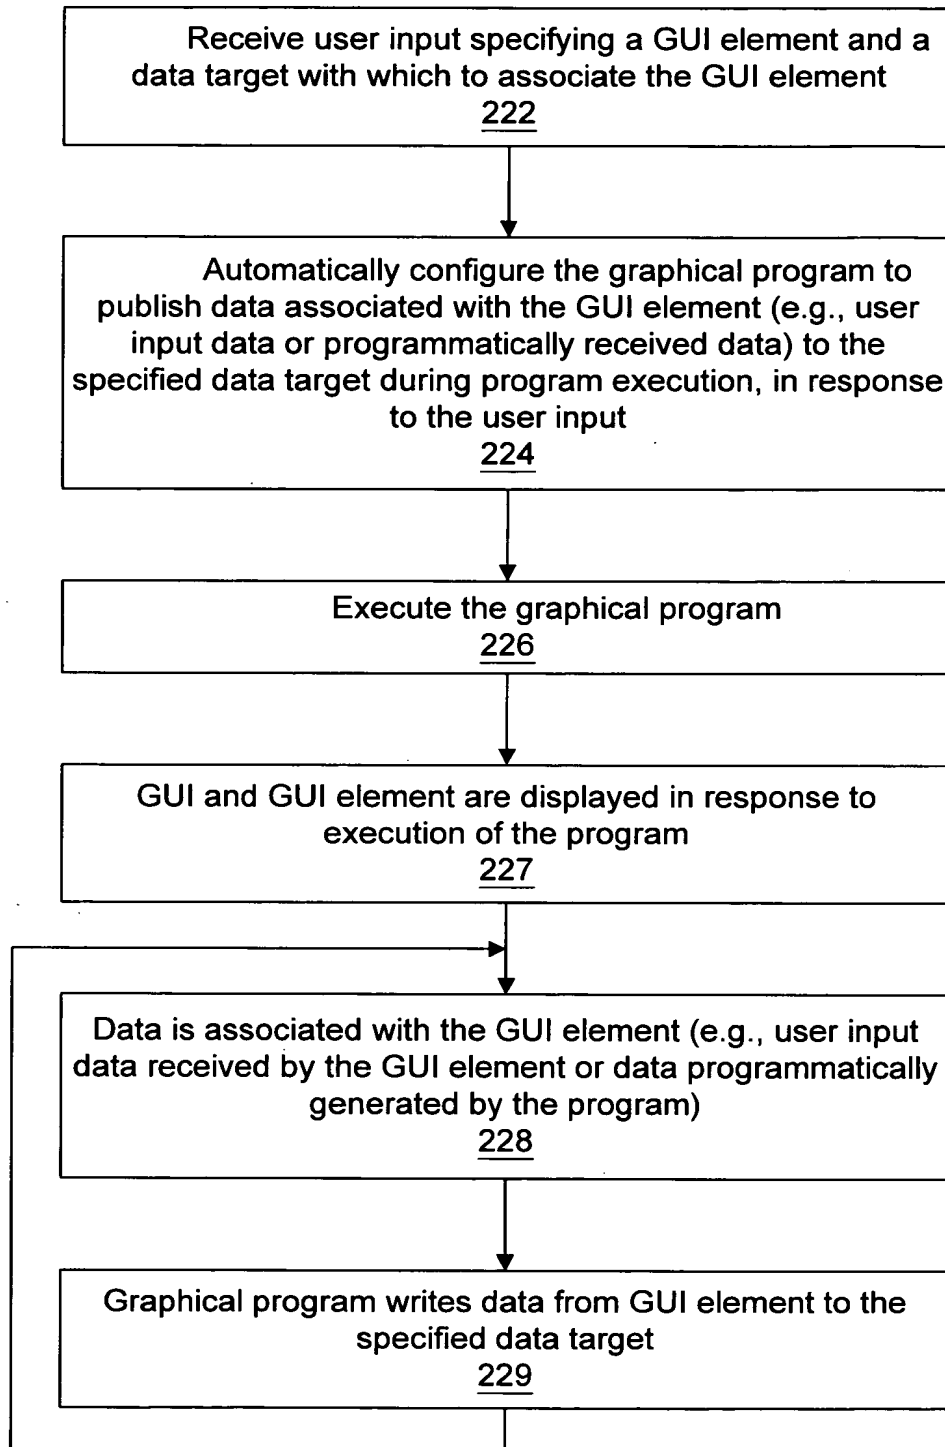 Receive user input specifying a GUI element and a
data target with which to associate the GUI element
222
Automatically configure the graphical program to
publish data associated with the GUI element (e.g., user
input data or programmatically received data) to the
specified data target during program execution, in response
to the user input
224
Execute the graphical program
226
GUI and GUI element are displayed in response to
execution of the program
227
Data is associated with the GUI element (e.g., user input
data received by the GUI element or data programmatically
generated by the program)
228
Graphical program writes data from GUI element to the
specified data target
229